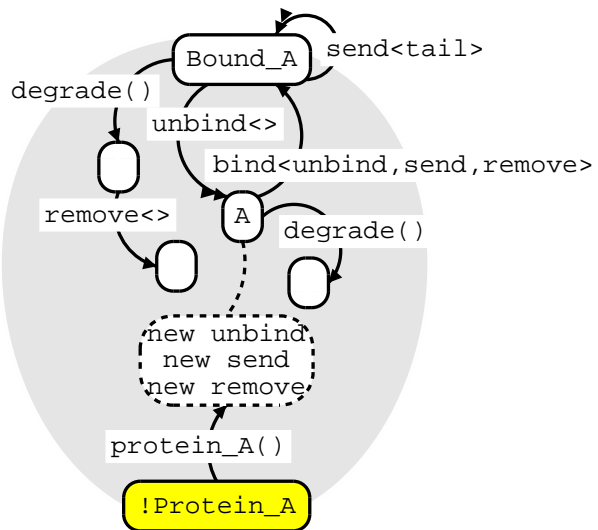 Bound_A
send<tail>
degrade()
unbind<>
bind<unbind,send,remove>
remove<>
A
degrade()
new unbind
new send
new remove
protein_A()
!Protein_A